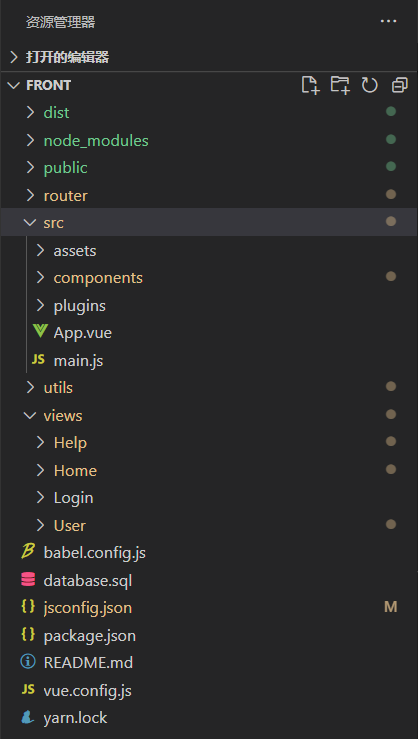 资源管理器
打开的编辑器
FRONT
dist
node_modules
public
router
src
assets
components
plugins
App.vue
JS main.js
utils
views
Help
Home
Login
User
babel.config.js
database.sql
{} jsconfig.json M
{} package.json
README.md
JS vue.config.js
yarn.lock